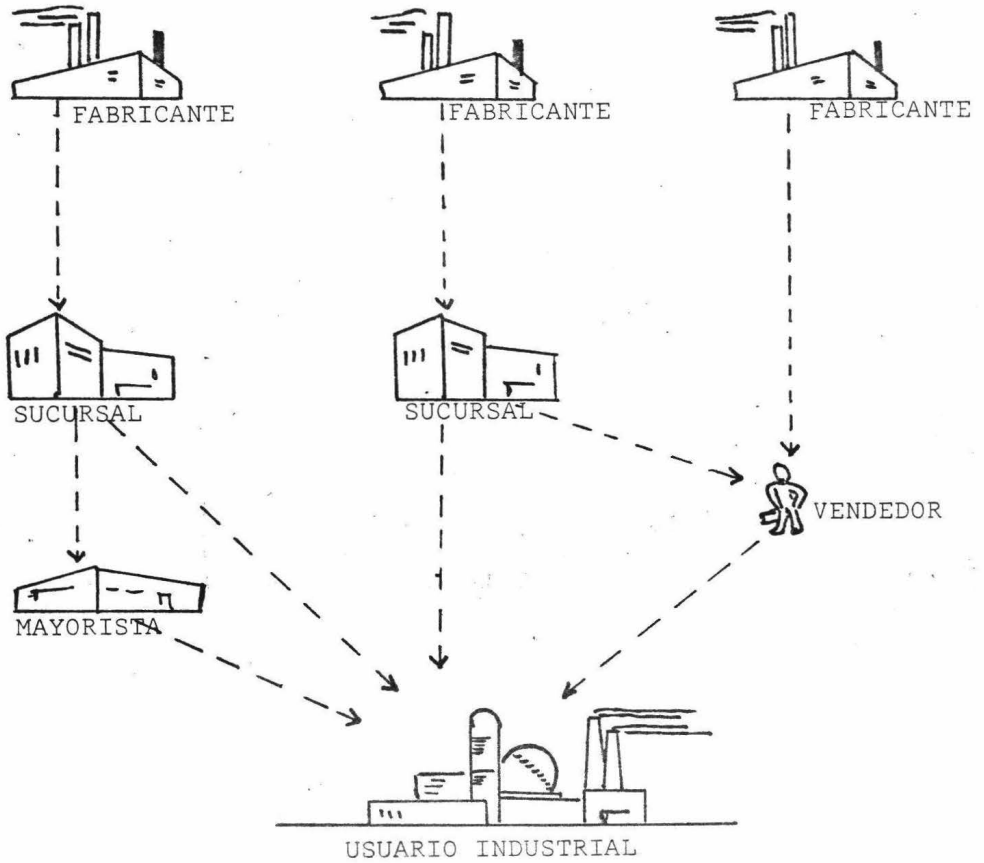 FABRICANTE
FABRICANTE
FABRICANTE
SUCURSAL
SUCURSAL
VENDEDOR
MAYORISTA
USUARIO INDUSTRIAL